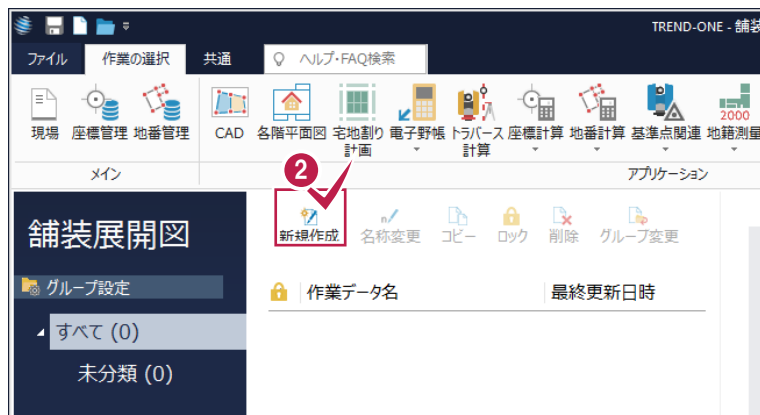 TREND-ONE - 舗装
ファイル 作業の選択 共通 ヘルプ・FAQ検索
現場 座標管理 地番管理 CAD 各階平面図 宅地割り計画 電子野帳 トラバース計算 座標計算 地番計算 基準点関連 地籍測量
2000
メイン アプリケーション
2
舗装展開図
新規作成 名称変更 コピー ロック 削除 グループ変更
グループ設定
作業データ名 最終更新日時
すべて (0)
未分類 (0)